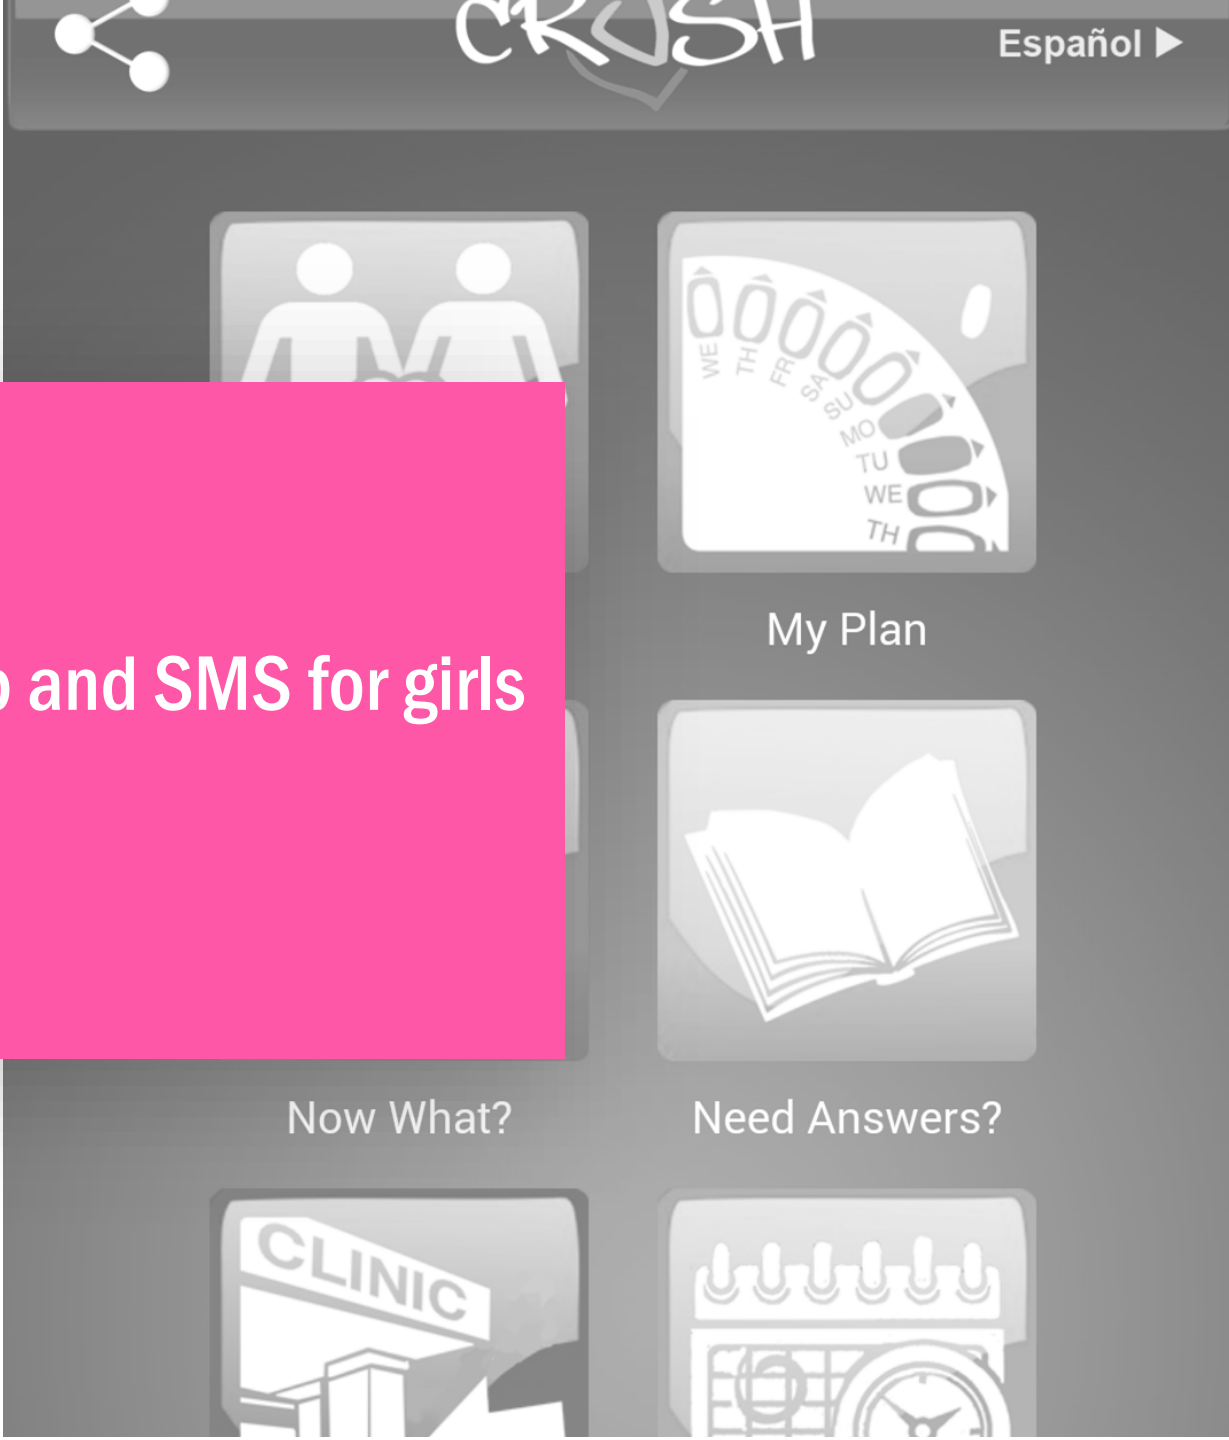 CRUSH
Español
WE
TH
FR
SA
SU
MO
TU
WE
TH
My Plan
and SMS for girls
Now What?
Need Answers?
CLINIC